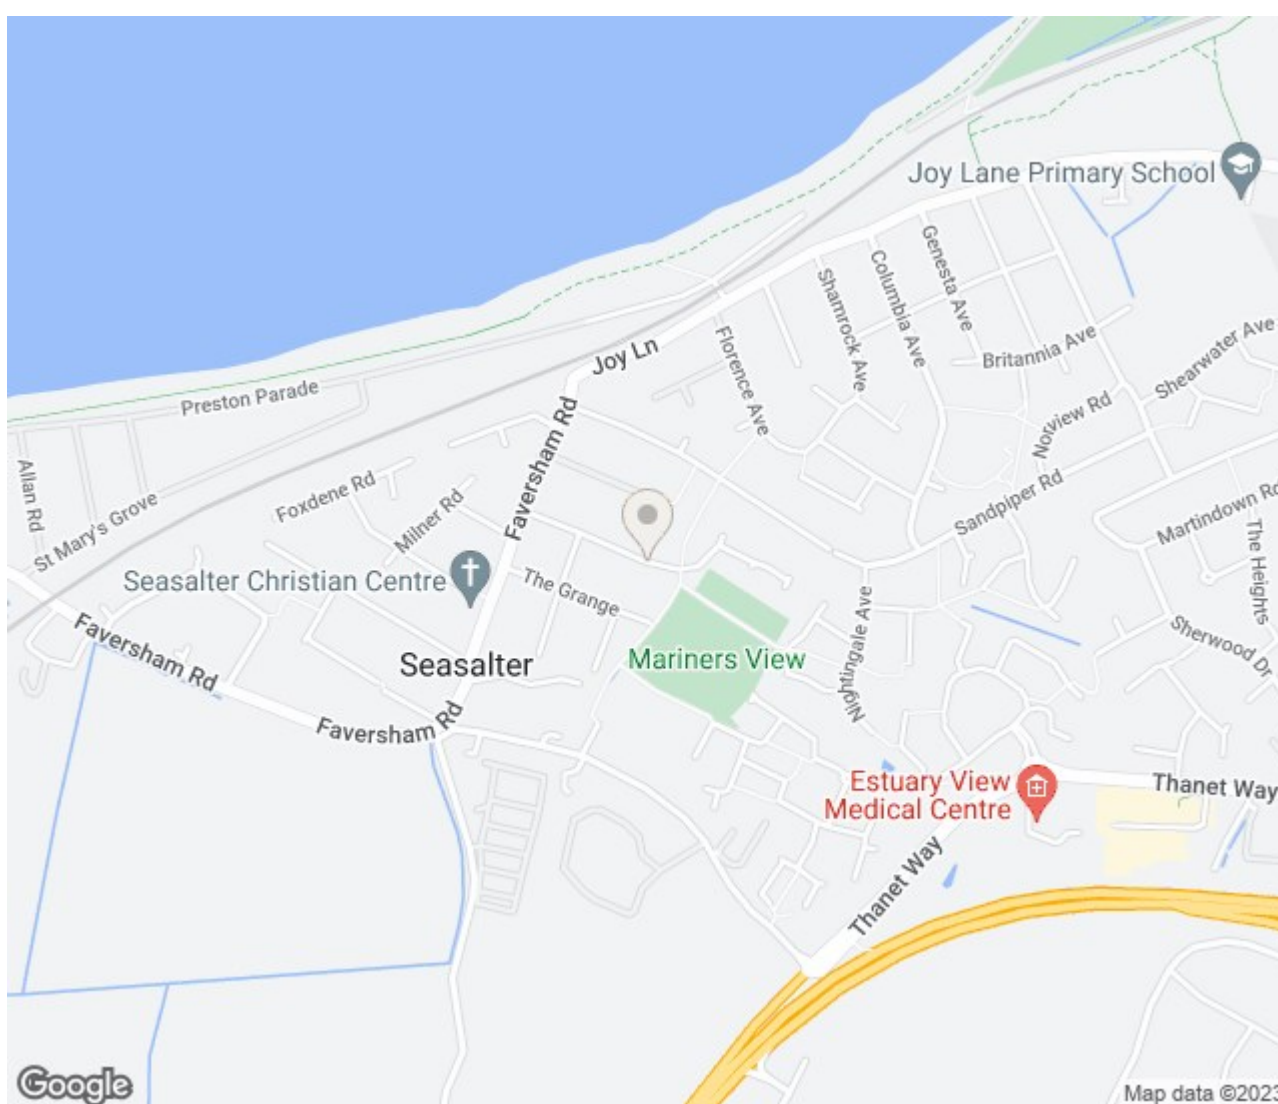 Joy Lane Primary School
Genesta Ave
Columbia Ave
Shamrock Ave
Florence Ave
Joy Ln
Britannia Ave
Shearwater Ave
Preston Parade
Norview Rd
Faversham Rd
Allan Rd
St Mary's Grove
Foxdene Rd
Milner Rd
Sandpiper Rd
Martindown Rd
The Heights
Seasalter Christian Centre
The Grange
Faversham Rd
Seasalter
Mariners View
Nightingale Ave
Sherwood Dr
Faversham Rd
Estuary View
Medical Centre
Thanet Way
Thanet Way
Google
Map data ©2023